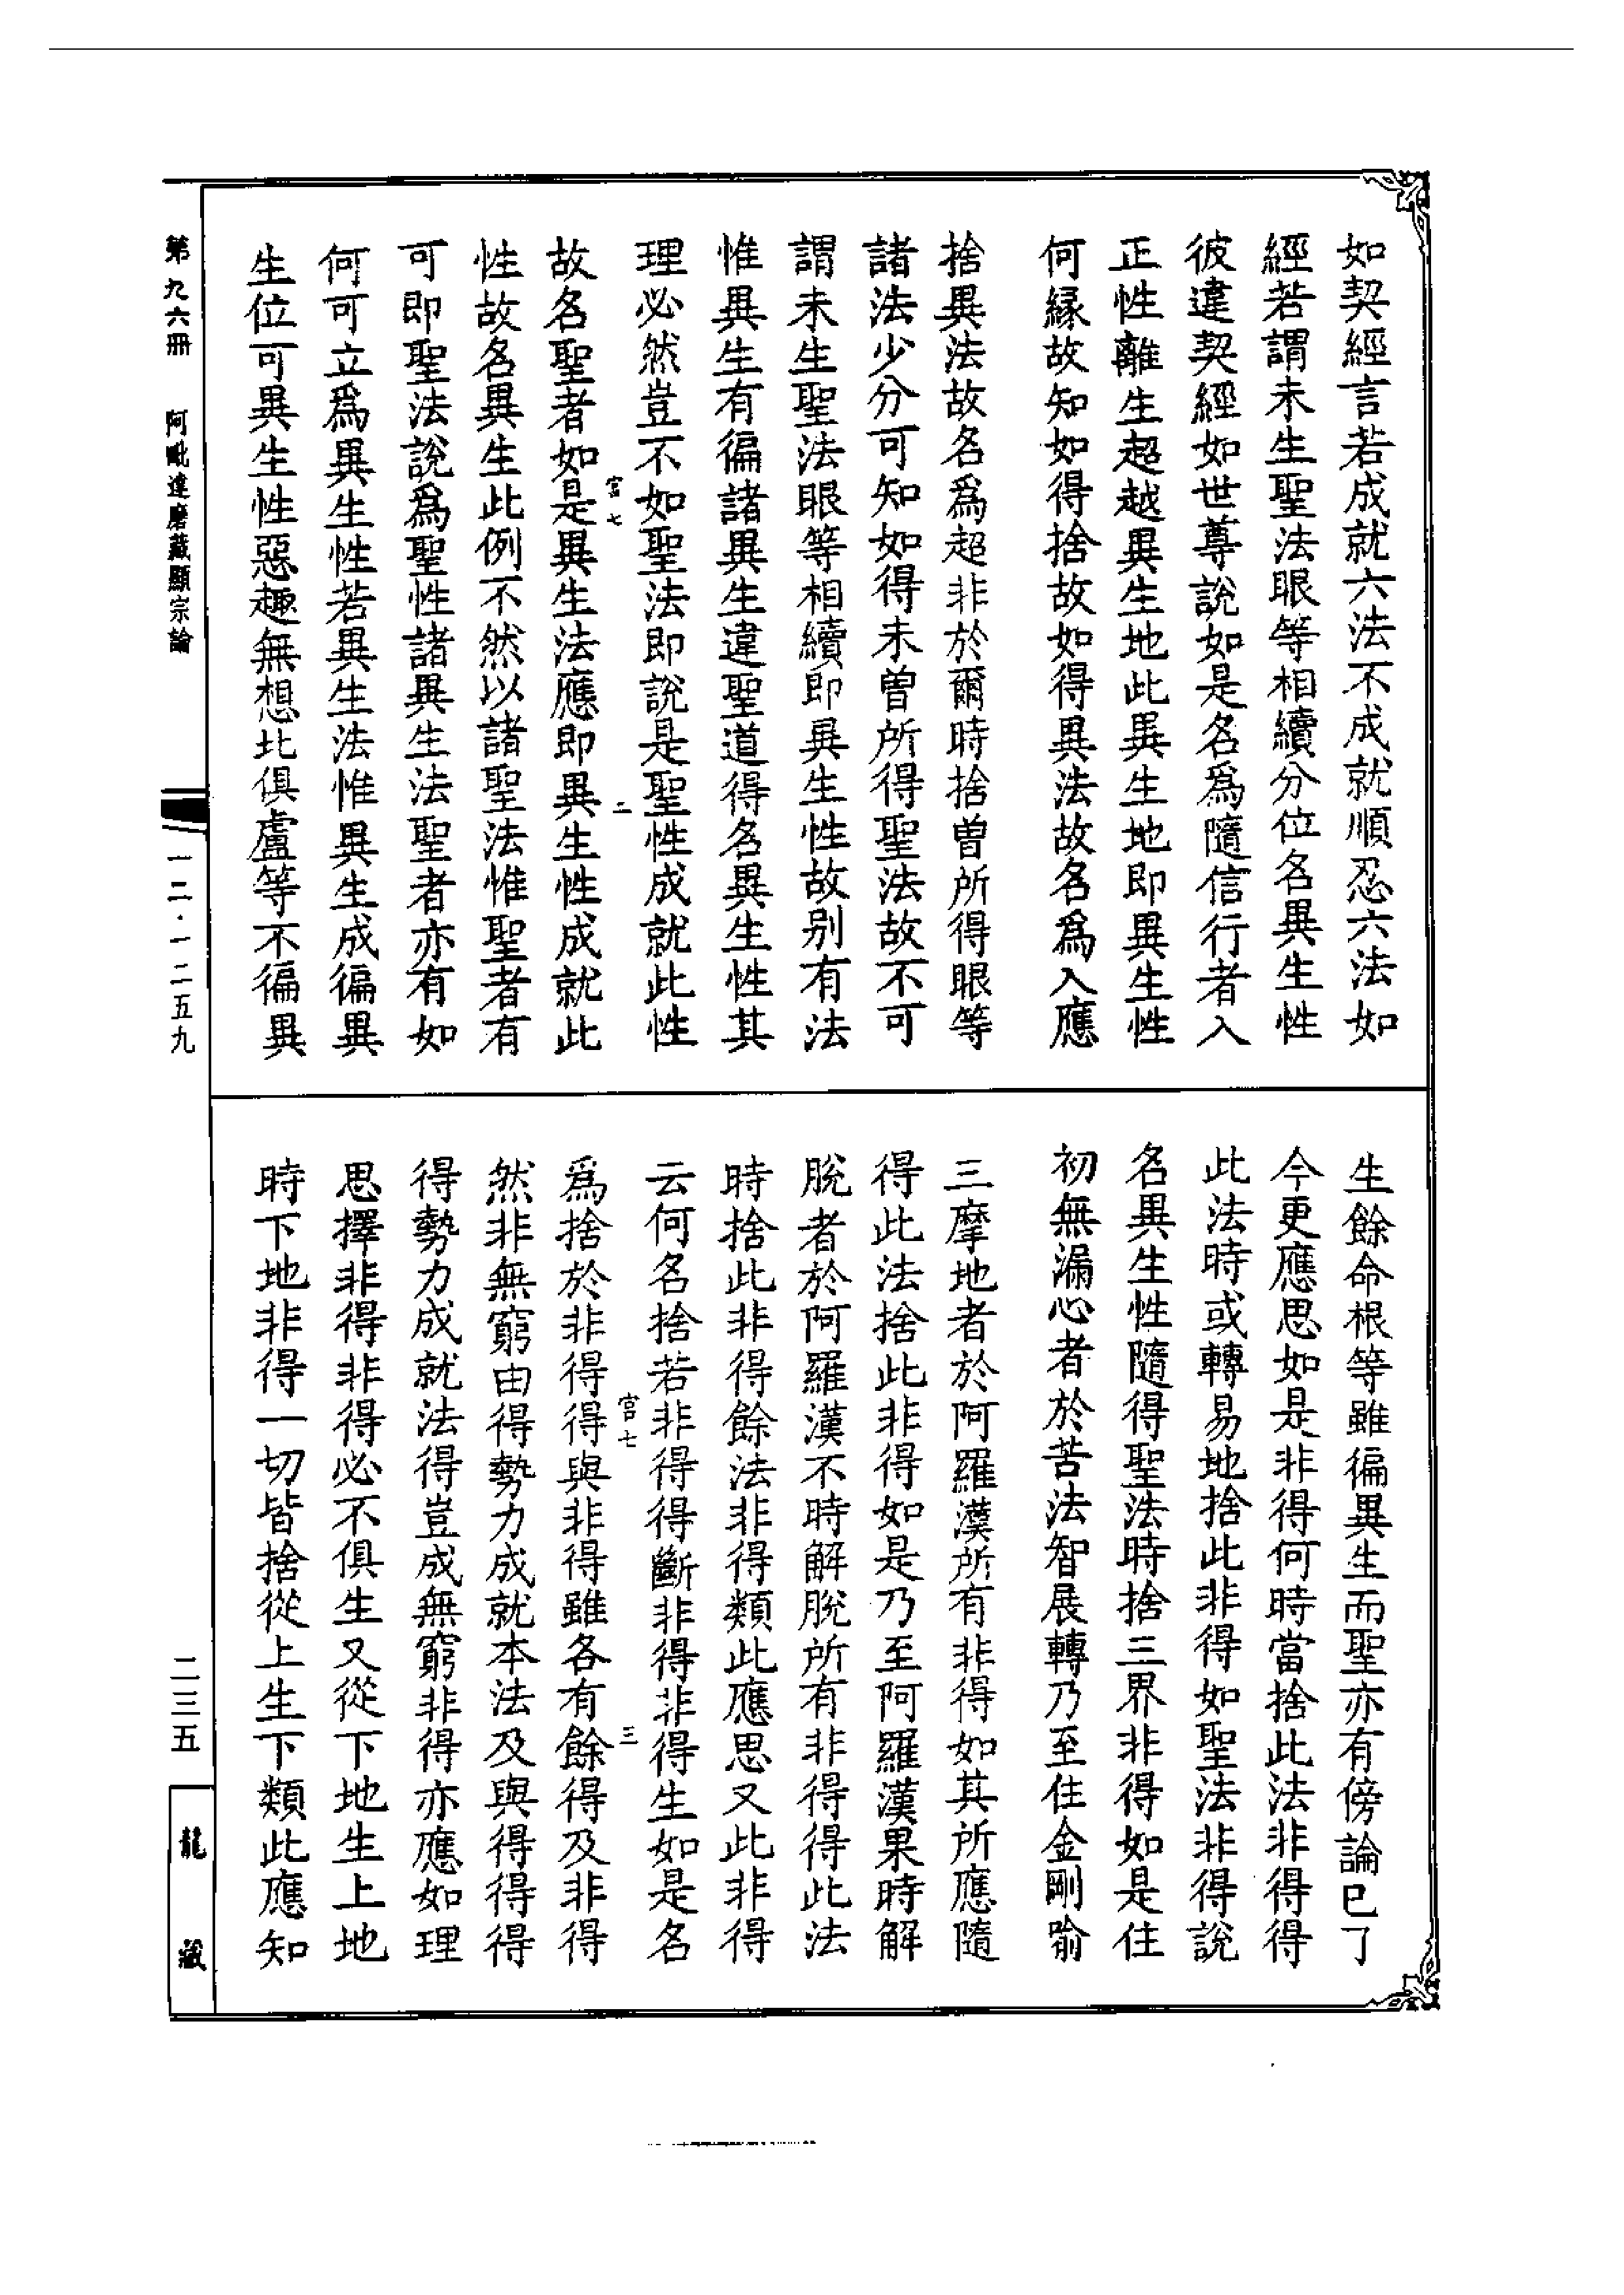 如契經言若成就六法不成就順忍六法如
經若謂未生聖法眼等相續分位名異生性
彼違契經如世尊說如是名爲隨信行者入
正性離生超越異生地此異生地即異生性
何緣故知如得捨故如得異法故名爲入應
捨異法故名爲超非於爾時捨曾所得眼等
諸法少分可知如得未曾所得聖法故不可
謂未生聖法眼等相續即異生性故別有法
惟異生有徧諸異生違聖道得名異生性其
理必然豈不如聖法即說是聖性成就此性
宮七
二
故名聖者如是異生法應即異生性成就此
性故名異生此例不然以諸聖法惟聖者有
可即聖法說爲聖性諸異生法聖者亦有如
何可立爲異生性若異生法惟異生成徧異
生位可異生性惡趣無想北俱盧等不徧異
生餘命根等雖徧異生而聖亦有傍論已了
今更應思如是非得何時當捨此法非得得
此法時或轉易地捨此非得如聖法非得說
名異生性隨得聖法時捨三界非得如是住
初無漏心者於苦法智展轉乃至住金剛喻
三摩地者於阿羅漢所有非得如其所應隨
得此法捨此非得如是乃至阿羅漢果時解
脫者於阿羅漢不時解脫所有非得得此法
時捨此非得餘法非得類此應思又此非得
云何名捨若非得得斷非得非得生如是名
宮七
三
爲捨於非得得與非得雖各有餘得及非得
然非無窮由得勢力成就本法及與得得得
得勢力成就法得豈成無窮非得亦應如理
思擇非得非得必不俱生又從下地生上地
時下地非得一切皆捨從上生下類此應知
第九六冊 阿毗達磨藏顯宗論
一二·一二五九
二三五
龍藏